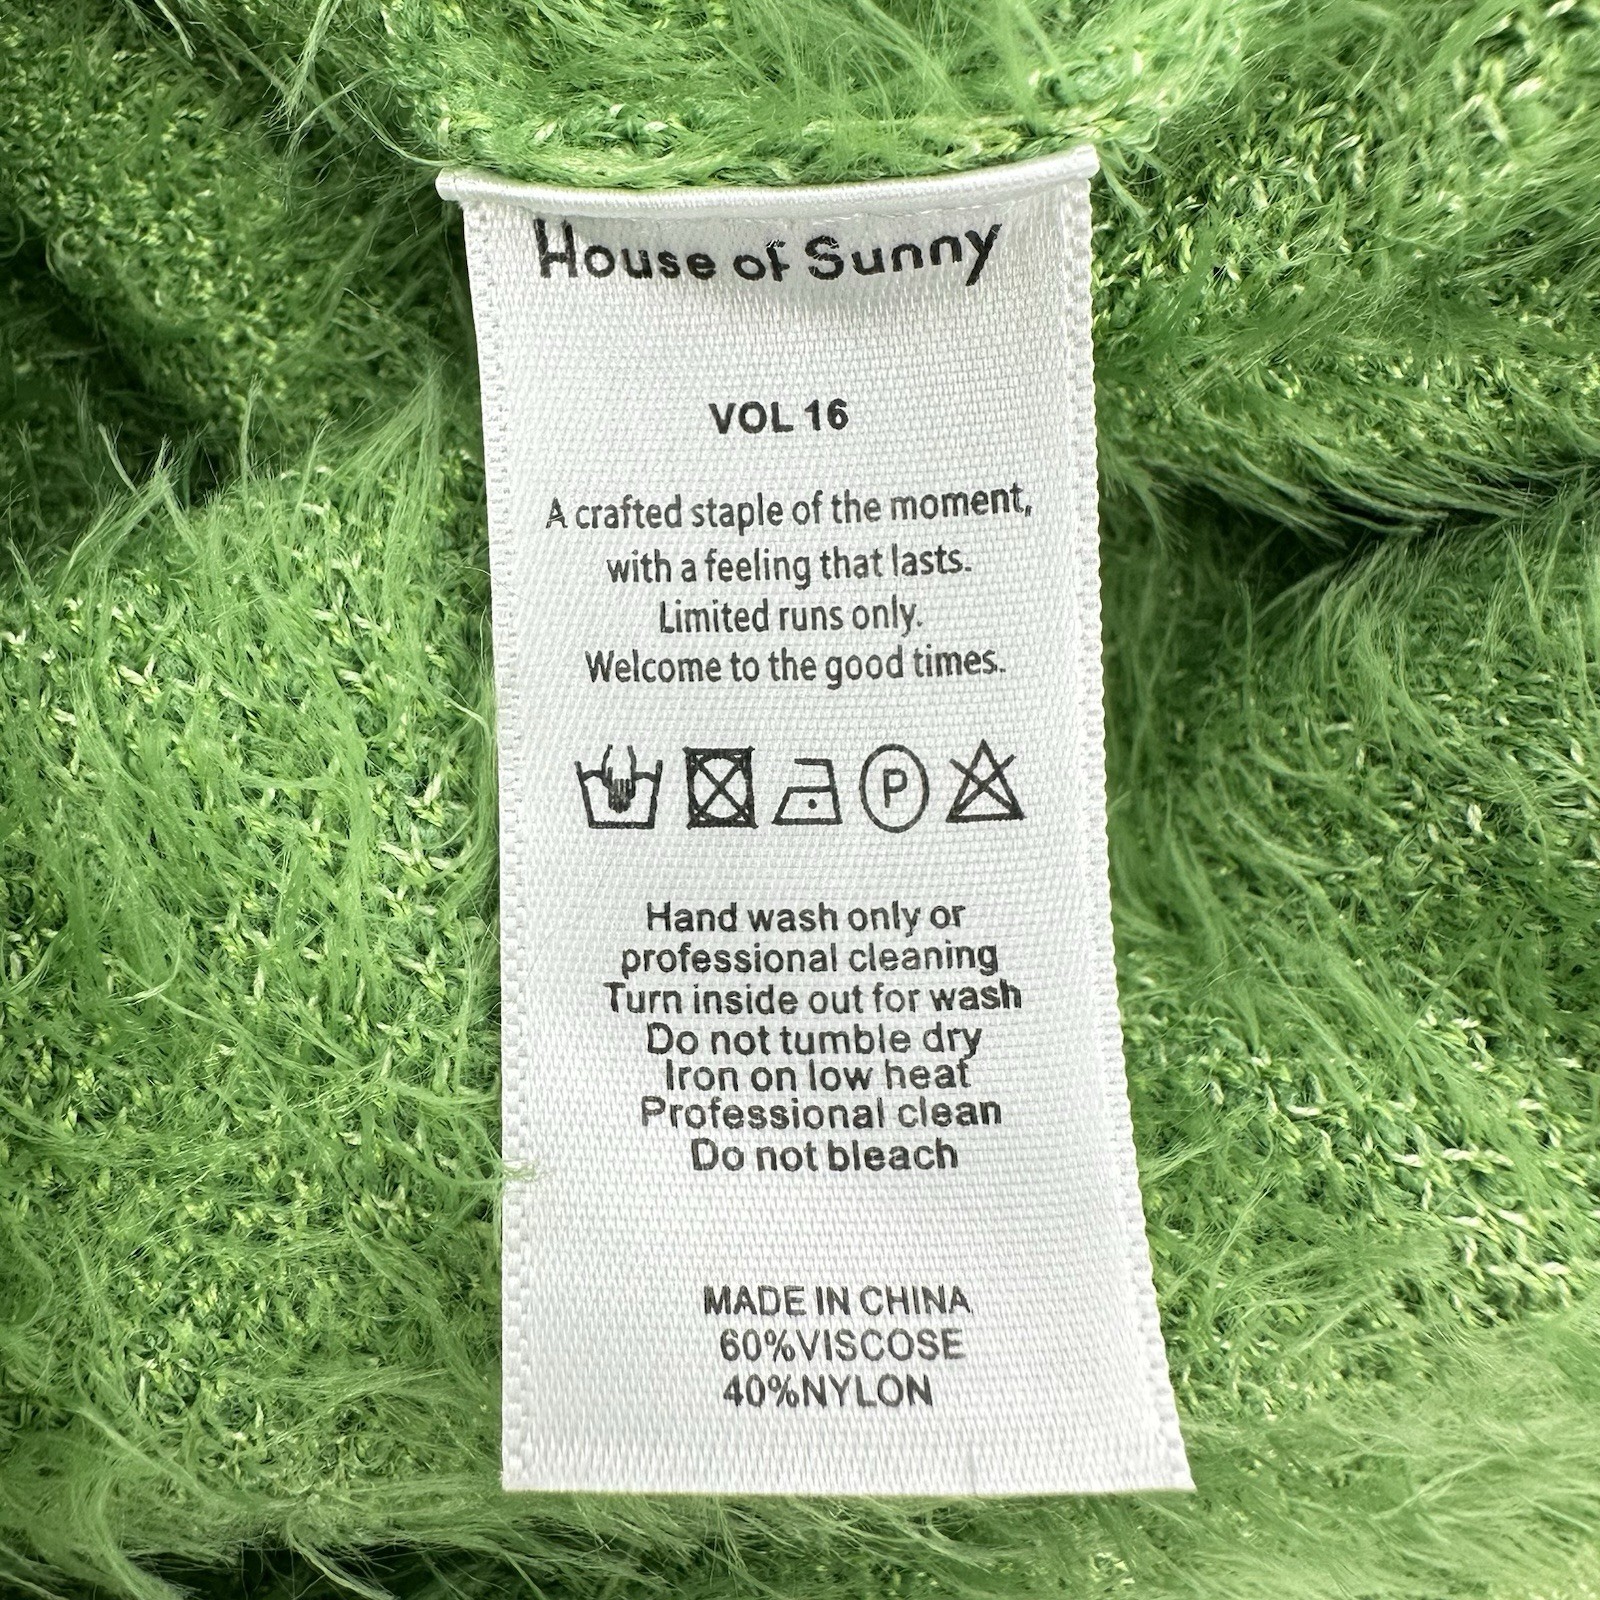 House of Sunny
VOL 16
A crafted staple of the moment,
with a feeling that lasts.
Limited runs only.
Welcome to the good times.
P
Hand wash only or
professional cleaning
Turn inside out for wash
Do not tumble dry
Iron on low heat
Professional clean
Do not bleach
MADE IN CHINA
60%VISCOSE
40%NYLON